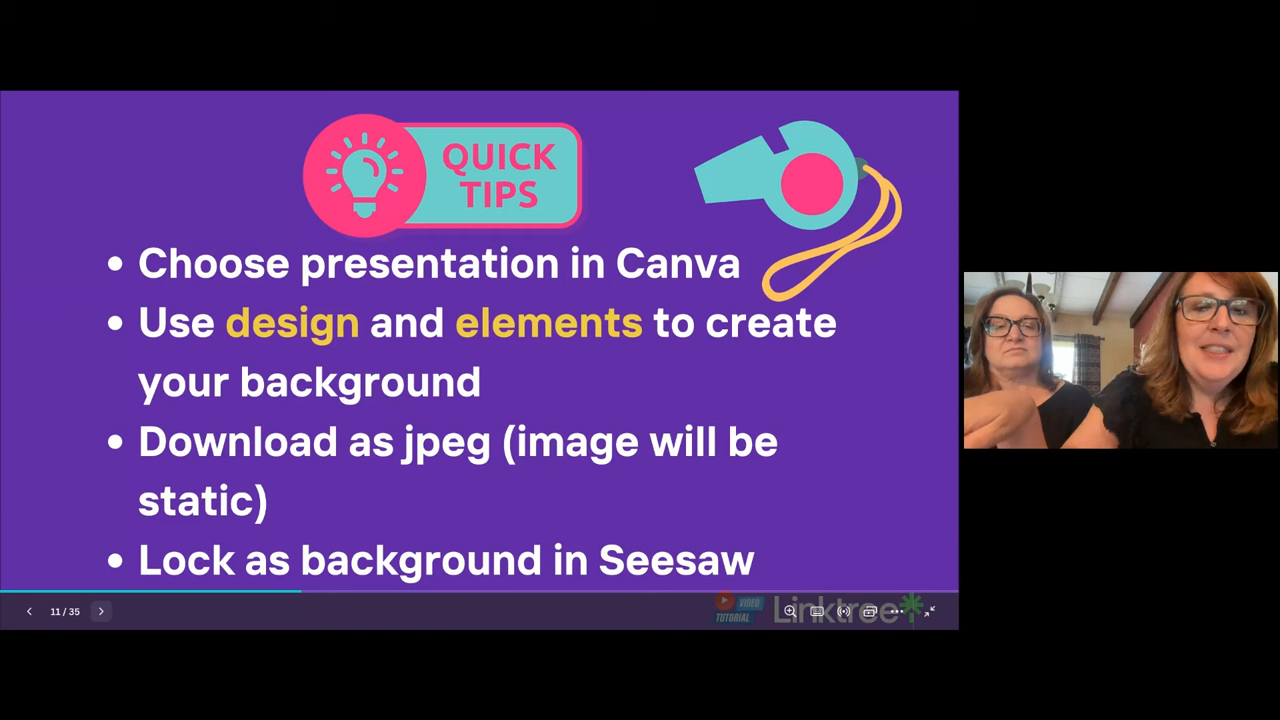 QUICK
TIPS
• Choose presentation in Canva
• Use design and elements to create
your background
• Download as jpeg (image will be
static)
• Lock as background in Seesaw
11 / 35
VIDEO
TUTORIAL
Linktree